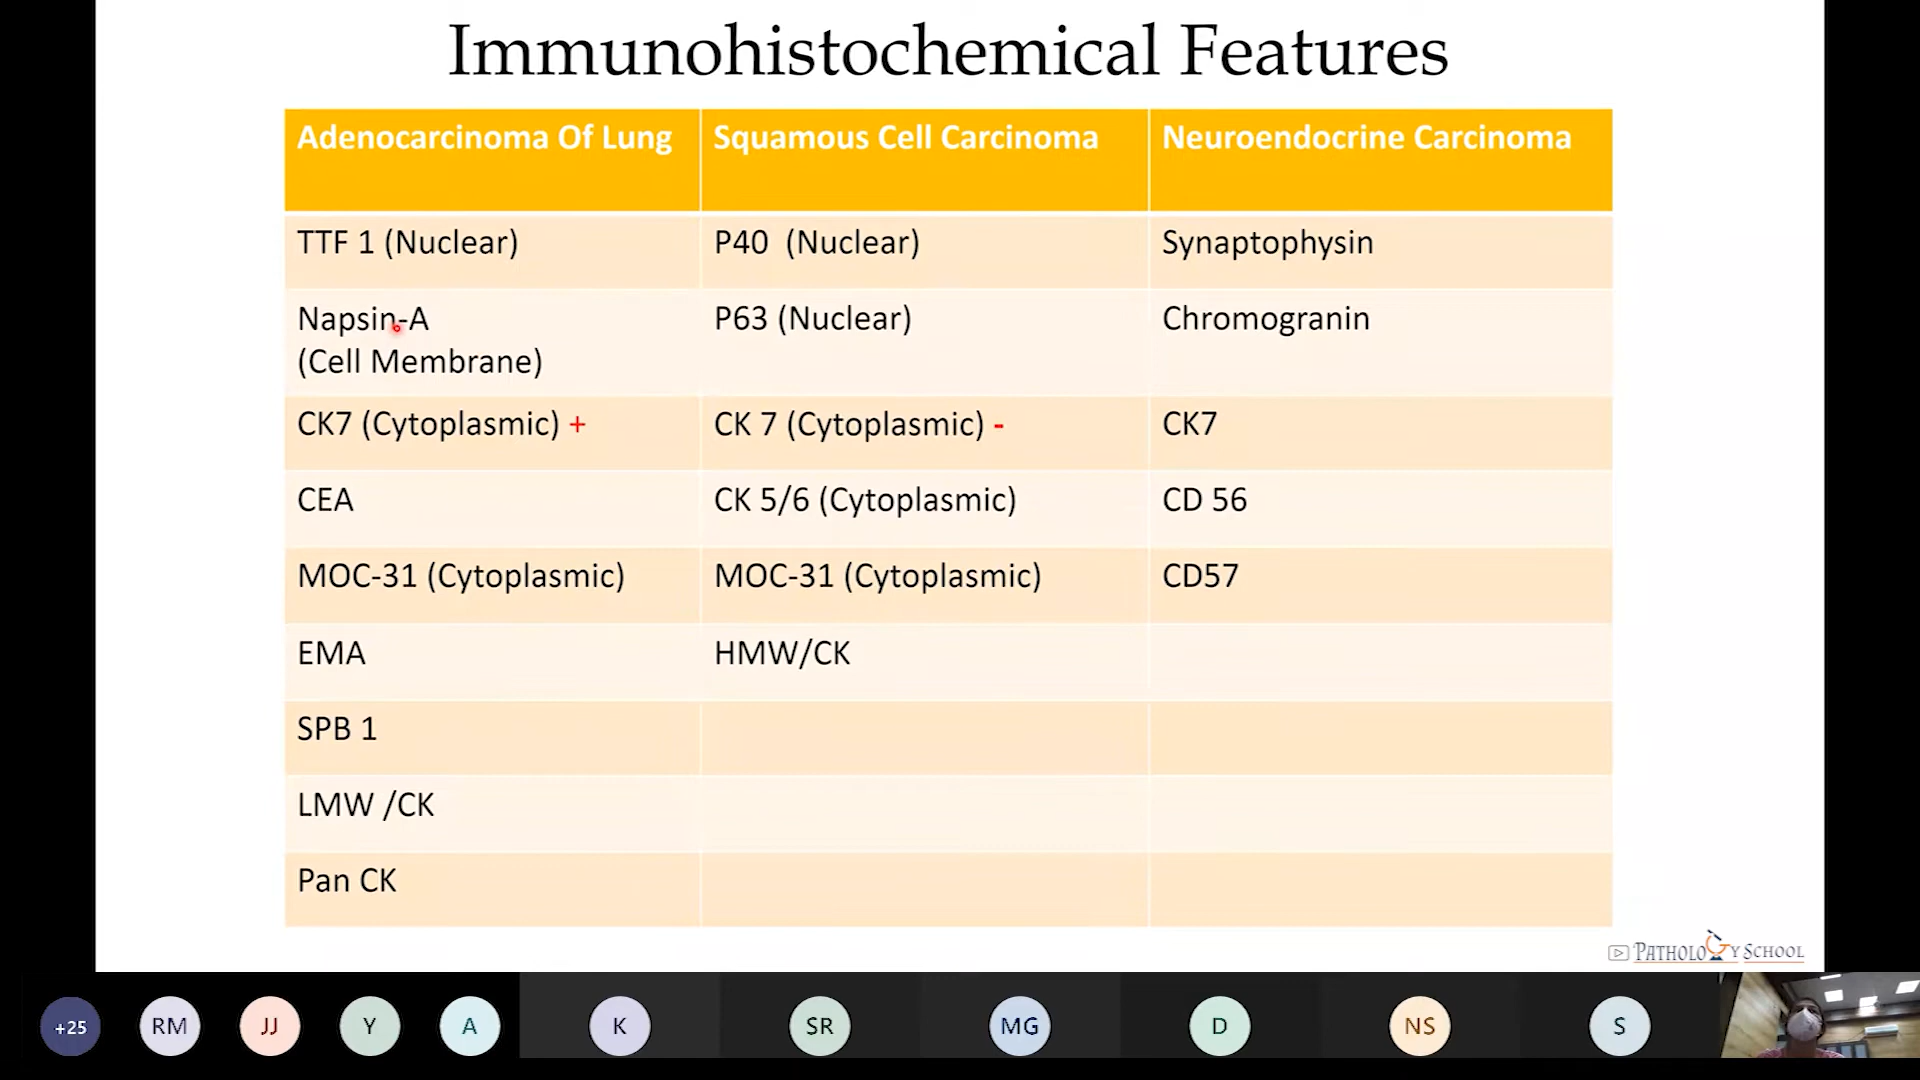 Immunohistochemical Features
Adenocarcinoma Of Lung
Squamous Cell Carcinoma
Neuroendocrine Carcinoma
TTF 1 (Nuclear)
P40 (Nuclear)
Synaptophysin
Napsin-A
(Cell Membrane)
P63 (Nuclear)
Chromogranin
CK7 (Cytoplasmic) +
CK 7 (Cytoplasmic) -
CK7
CEA
CK 5/6 (Cytoplasmic)
CD 56
MOC-31 (Cytoplasmic)
MOC-31 (Cytoplasmic)
CD57
EMA
HMW/CK
SPB 1
LMW /CK
Pan CK
PATHOLOGY SCHOOL
+25
RM
JJ
Y
A
K
SR
MG
D
NS
S